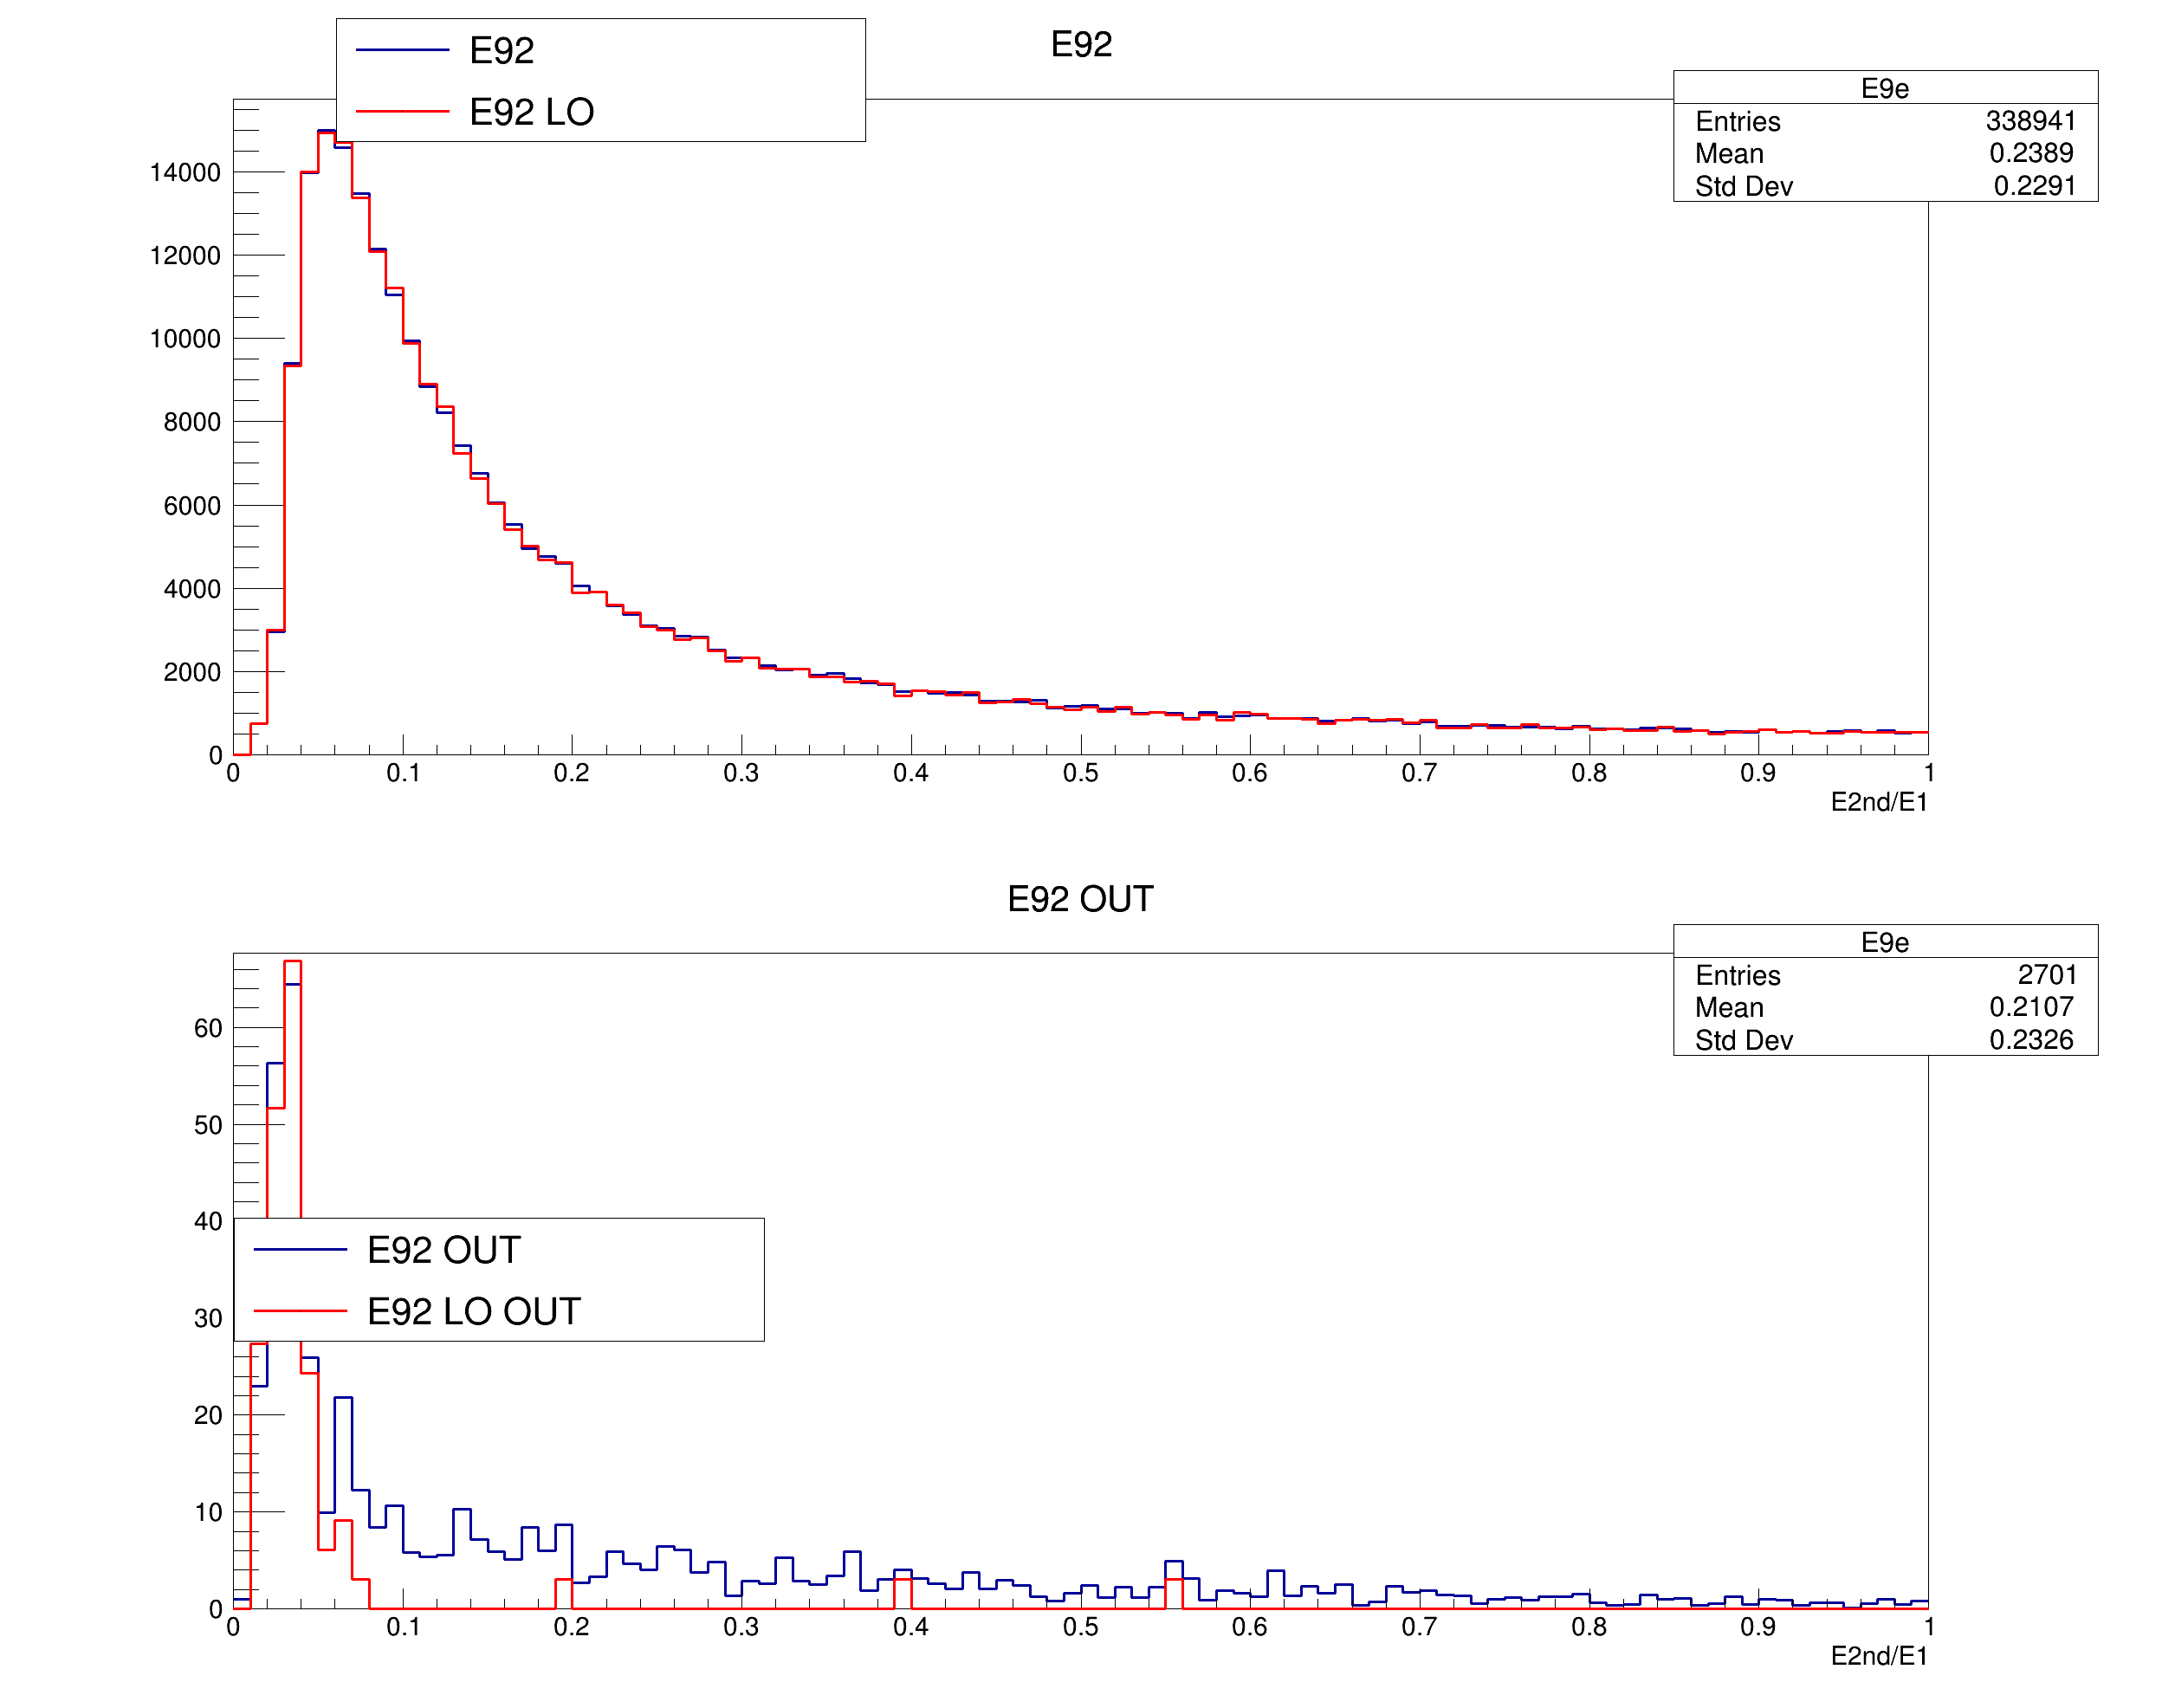 E92
E92
E92 LO
E9e
Entries 338941
Mean 0.2389
Std Dev 0.2291
14000
12000
10000
8000
6000
4000
2000
0
0 0.1 0.2 0.3 0.4 0.5 0.6 0.7 0.8 0.9 1
E2nd/E1
E92 OUT
E9e
Entries 2701
Mean 0.2107
Std Dev 0.2326
60
50
40
E92 OUT
E92 LO OUT
30
20
10
0
0 0.1 0.2 0.3 0.4 0.5 0.6 0.7 0.8 0.9 1
E2nd/E1